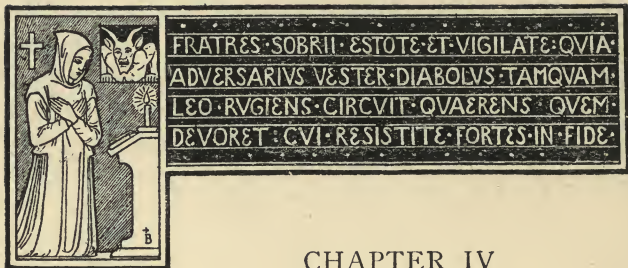 FRATRES·SOBRII·ESTOTE·ET·VIGILATE:QVIA·
ADVERSARIVS VESTER·DIABOLVS·TAMQVAM·
LEO·RVGIENS·CIRCVIT·QVAERENS·QVEM·
DEVORET:CVI·RESISTITE·FORTES·IN·FIDE·
B
CHAPTER IV